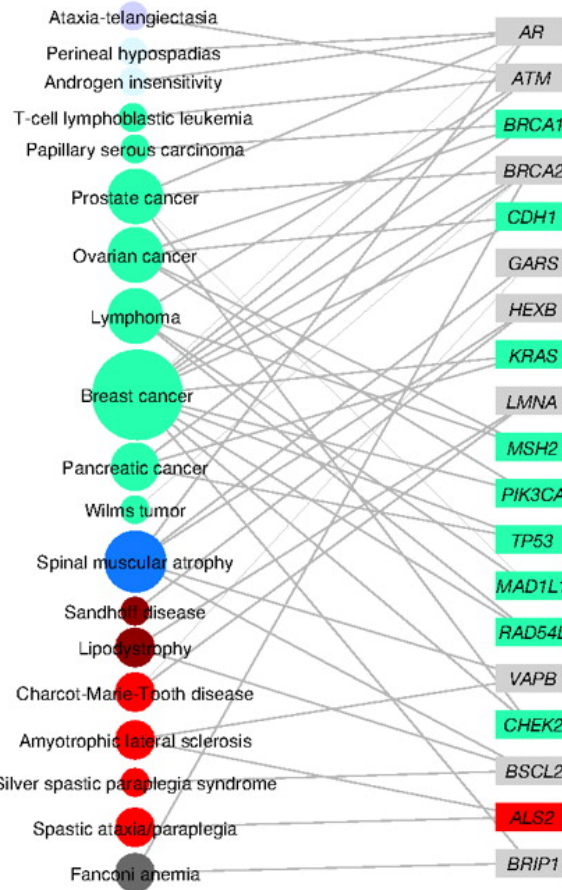 Ataxia-telangiectasia
Perineal hypospadias
Androgen insensitivity
T-cell lymphoblastic leukemia
Papillary serous carcinoma
Prostate cancer
Ovarian cancer
Lymphoma
Breast cancer
Pancreatic cancer
Wilms tumor
Spinal muscular atrophy
Sandhoff disease
Lipodystrophy
Charcot-Marie-Tooth disease
Amyotrophic lateral sclerosis
Silver spastic paraplegia syndrome
Spastic ataxia/paraplegia
Fanconi anemia
AR
ATM
BRCA1
BRCA2
CDH1
GARS
HEXB
KRAS
LMNA
MSH2
PIK3CA
TP53
MAD1L1
RAD54L
VAPB
CHEK2
BSCL2
ALS2
BRIP1